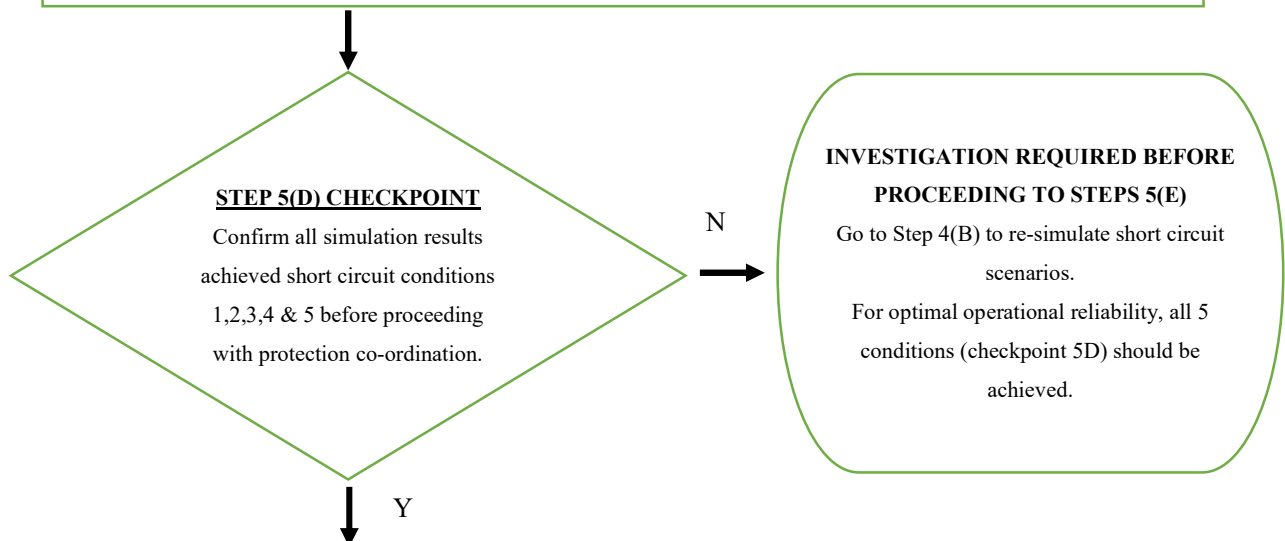 STEP 5(D) CHECKPOINT
Confirm all simulation results
achieved short circuit conditions
1,2,3,4 & 5 before proceeding
with protection co-ordination.
N
INVESTIGATION REQUIRED BEFORE
PROCEEDING TO STEPS 5(E)
Go to Step 4(B) to re-simulate short circuit
scenarios.
For optimal operational reliability, all 5
conditions (checkpoint 5D) should be
achieved.
Y